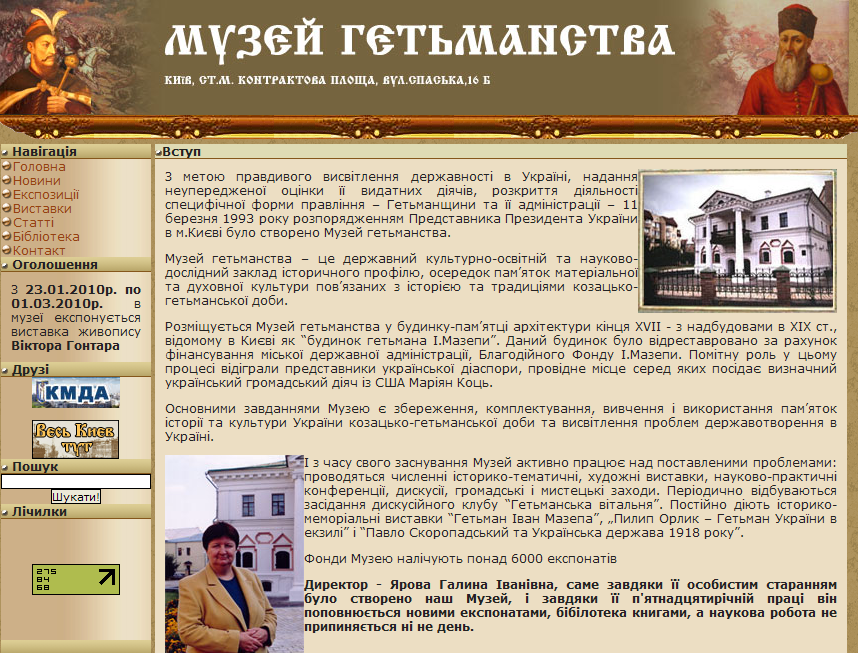 МУЗЕЙ ГЕТЬМАНСТВА
КИЇВ, СТ.М. КОНТРАКТОВА ПЛОЩА, ВУЛ.СПАСЬКА,16 Б
Навігація
Головна
Новини
Експозиції
Виставки
Статті
Бібліотека
Контакт
Оголошення
З 23.01.2010р. по
01.03.2010р. в
музеї експонується
виставка живопису
Віктора Гонтара
Друзі
КМДА
Весь Киев
тут
Пошук
Шукати!
Лічилки
275
84
68
Вступ
З метою правдивого висвітлення державності в Україні, надання
неупередженої оцінки її видатних діячів, розкриття діяльності
специфічної форми правління – Гетьманщини та її адміністрації – 11
березня 1993 року розпорядженням Представника Президента України
в м.Києві було створено Музей гетьманства.
Музей гетьманства – це державний культурно-освітній та науково-
дослідний заклад історичного профілю, осередок пам’яток матеріальної
та духовної культури пов’язаних з історією та традиціями козацько-
гетьманської доби.
Розміщується Музей гетьманства у будинку-пам’ятці архітектури кінця XVII - з надбудовами в XIX ст.,
відомому в Києві як “будинок гетьмана І.Мазепи”. Даний будинок було відреставровано за рахунок
фінансування міської державної адміністрації, Благодійного Фонду І.Мазепи. Помітну роль у цьому
процесі відіграли представники української діаспори, провідне місце серед яких посідає визначний
український громадський діяч із США Маріян Коць.
Основними завданнями Музею є збереження, комплектування, вивчення і використання пам’яток
історії та культури України козацько-гетьманської доби та висвітлення проблем державотворення в
Україні.
І з часу свого заснування Музей активно працює над поставленими проблемами:
проводяться численні історико-тематичні, художні виставки, науково-практичні
конференції, дискусії, громадські і мистецькі заходи. Періодично відбуваються
засідання дискусійного клубу “Гетьманська вітальня”. Постійно діють історико-
меморіальні виставки “Гетьман Іван Мазепа”, „Пилип Орлик – Гетьман України в
екзилі” і “Павло Скоропадський та Українська держава 1918 року”.
Фонди Музею налічують понад 6000 експонатів
Директор - Ярова Галина Іванівна, саме завдяки її особистим старанням
було створено наш Музей, і завдяки її п'ятнадцятирічній праці він
поповнюється новими експонатами, бібілотека книгами, а наукова робота не
припиняється ні не день.